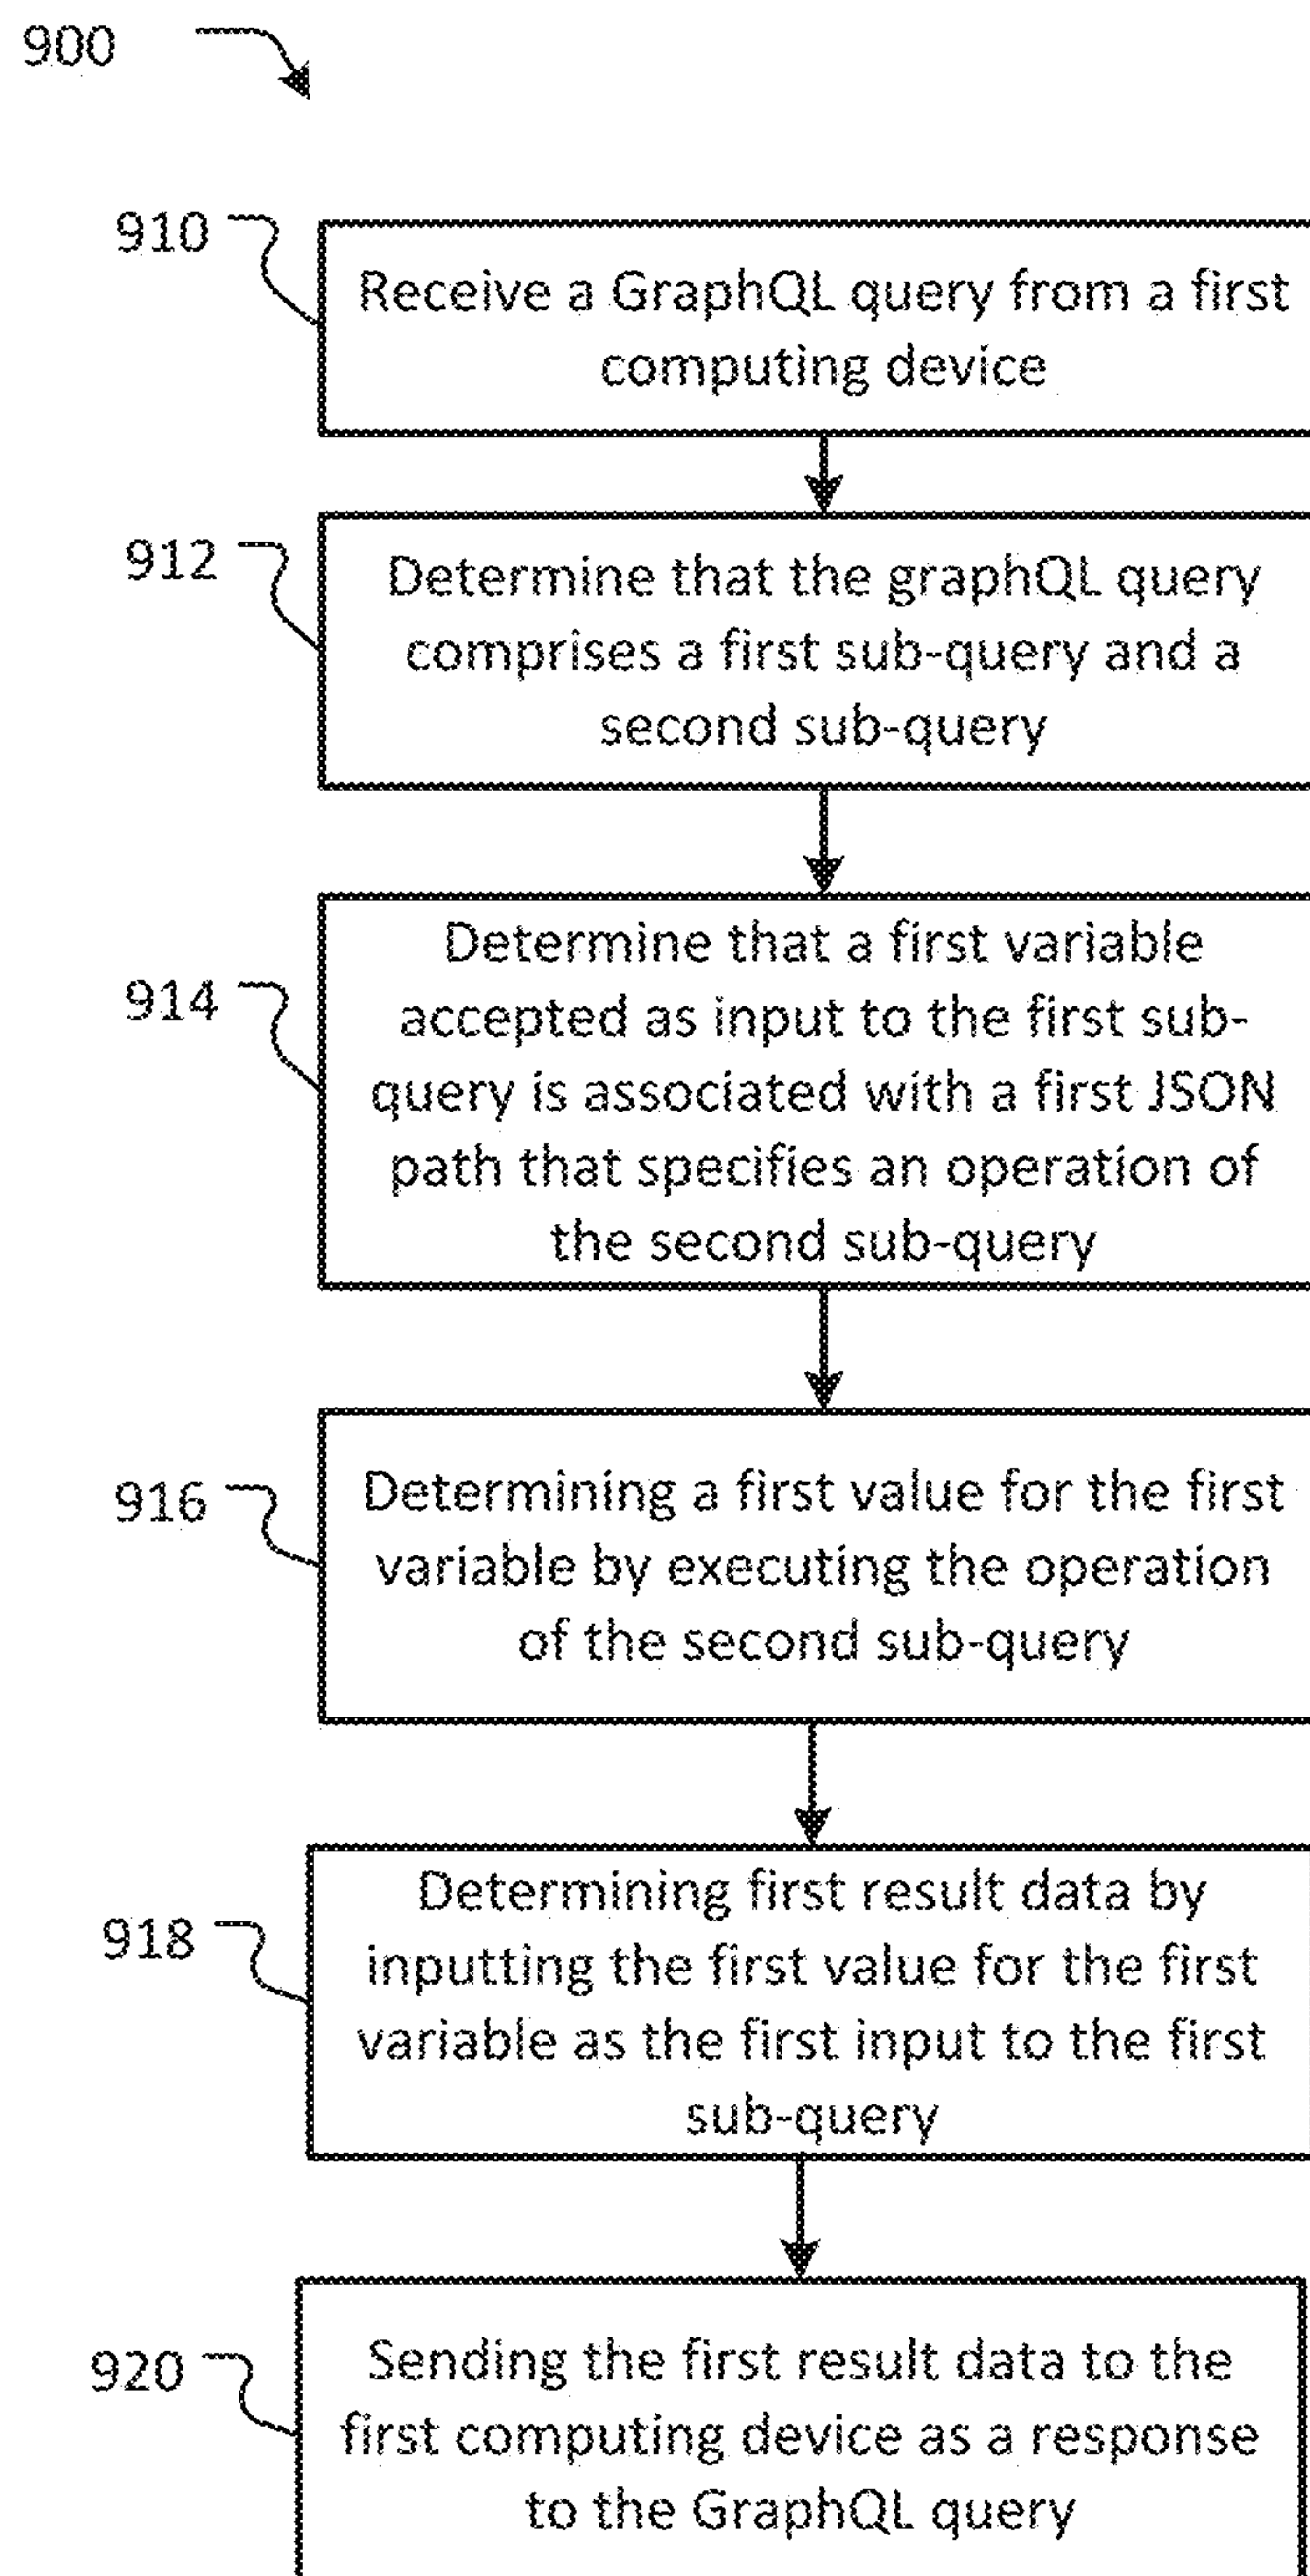 900
910
Receive a GraphQL query from a first
computing device
912
Determine that the graphQL query
comprises a first sub-query and a
second sub-query
914
Determine that a first variable
accepted as input to the first sub-
query is associated with a first JSON
path that specifies an operation of
the second sub-query
916
Determining a first value for the first
variable by executing the operation
of the second sub-query
918
Determining first result data by
inputting the first value for the first
variable as the first input to the first
sub-query
920
Sending the first result data to the
first computing device as a response
to the GraphQL query